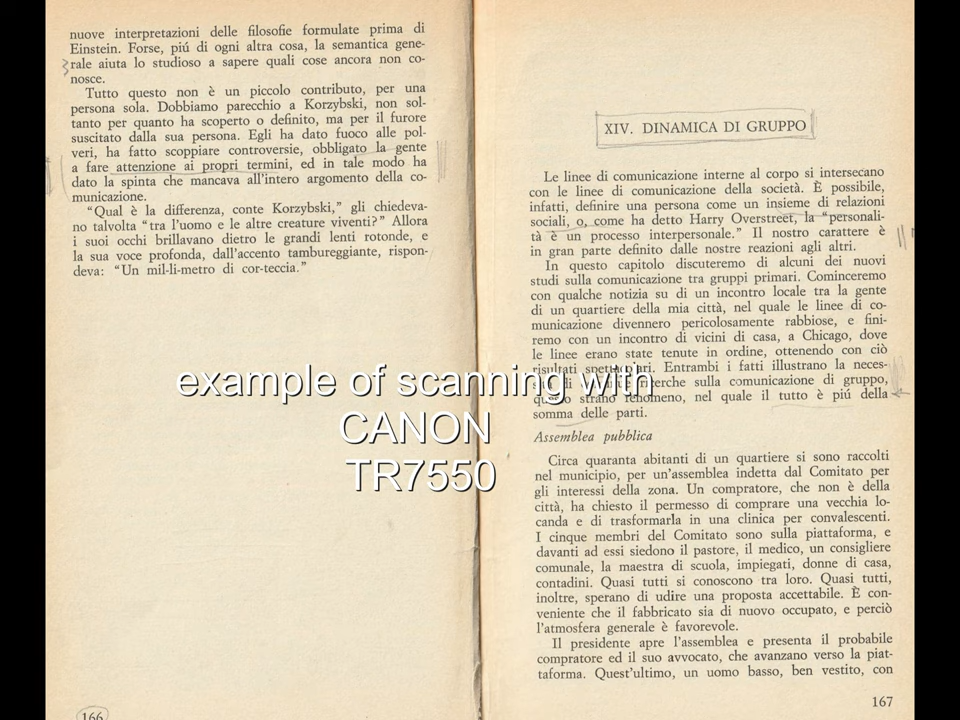 nuove interpretazioni delle filosofie formulate prima di
Einstein. Forse, piú di ogni altra cosa, la semantica gene-
rale aiuta lo studioso a sapere quali cose ancora non co-
nosce.
Tutto questo non è un piccolo contributo, per una
persona sola. Dobbiamo parecchio a Korzybski, non sol-
tanto per quanto ha scoperto o definito, ma per il furore
suscitato dalla sua persona. Egli ha dato fuoco alle pol-
veri, ha fatto scoppiare controversie, obbligato la gente
a fare attenzione ai propri termini, ed in tale modo ha
dato la spinta che mancava all'intero argomento della co-
municazione.
"Qual è la differenza, conte Korzybski," gli chiedeva-
no talvolta "tra l'uomo e le altre creature viventi?" Allora
i suoi occhi brillavano dietro le grandi lenti rotonde, e
la sua voce profonda, dall'accento tambureggiante, rispon-
deva: "Un mil-li-metro di cor-teccia."
166
XIV. DINAMICA DI GRUPPO
Le linee di comunicazione interne al corpo si intersecano
con le linee di comunicazione della società. È possibile,
infatti, definire una persona come un insieme di relazioni
sociali, o, come ha detto Harry Overstreet, la "personali-
tà è un processo interpersonale." Il nostro carattere è
in gran parte definito dalle nostre reazioni agli altri.
In questo capitolo discuteremo di alcuni dei nuovi
studi sulla comunicazione tra gruppi primari. Cominceremo
con qualche notizia su di un incontro locale tra la gente
di un quartiere della mia città, nel quale le linee di co-
municazione divennero pericolosamente rabbiose, e fini-
remo con un incontro di vicini di casa, a Chicago, dove
le linee erano state tenute in ordine, ottenendo con ciò
risultati spettacolari. Entrambi i fatti illustrano la neces-
di ricerche sulla comunicazione di gruppo,
questo strano fenomeno, nel quale il tutto è piú della
somma delle parti.
Assemblea pubblica
Circa quaranta abitanti di un quartiere si sono raccolti
nel municipio, per un'assemblea indetta dal Comitato per
gli interessi della zona. Un compratore, che non è della
città, ha chiesto il permesso di comprare una vecchia lo-
canda e di trasformarla in una clinica per convalescenti.
I cinque membri del Comitato sono sulla piattaforma, e
davanti ad essi siedono il pastore, il medico, un consigliere
comunale, la maestra di scuola, impiegati, donne di casa,
contadini. Quasi tutti si conoscono tra loro. Quasi tutti,
inoltre, sperano di udire una proposta accettabile. È con-
veniente che il fabbricato sia di nuovo occupato, e perciò
l'atmosfera generale è favorevole.
Il presidente apre l'assemblea e presenta il probabile
compratore ed il suo avvocato, che avanzano verso la piat-
taforma. Quest'ultimo, un uomo basso, ben vestito, con
167
example of scanning with
CANON
TR7550